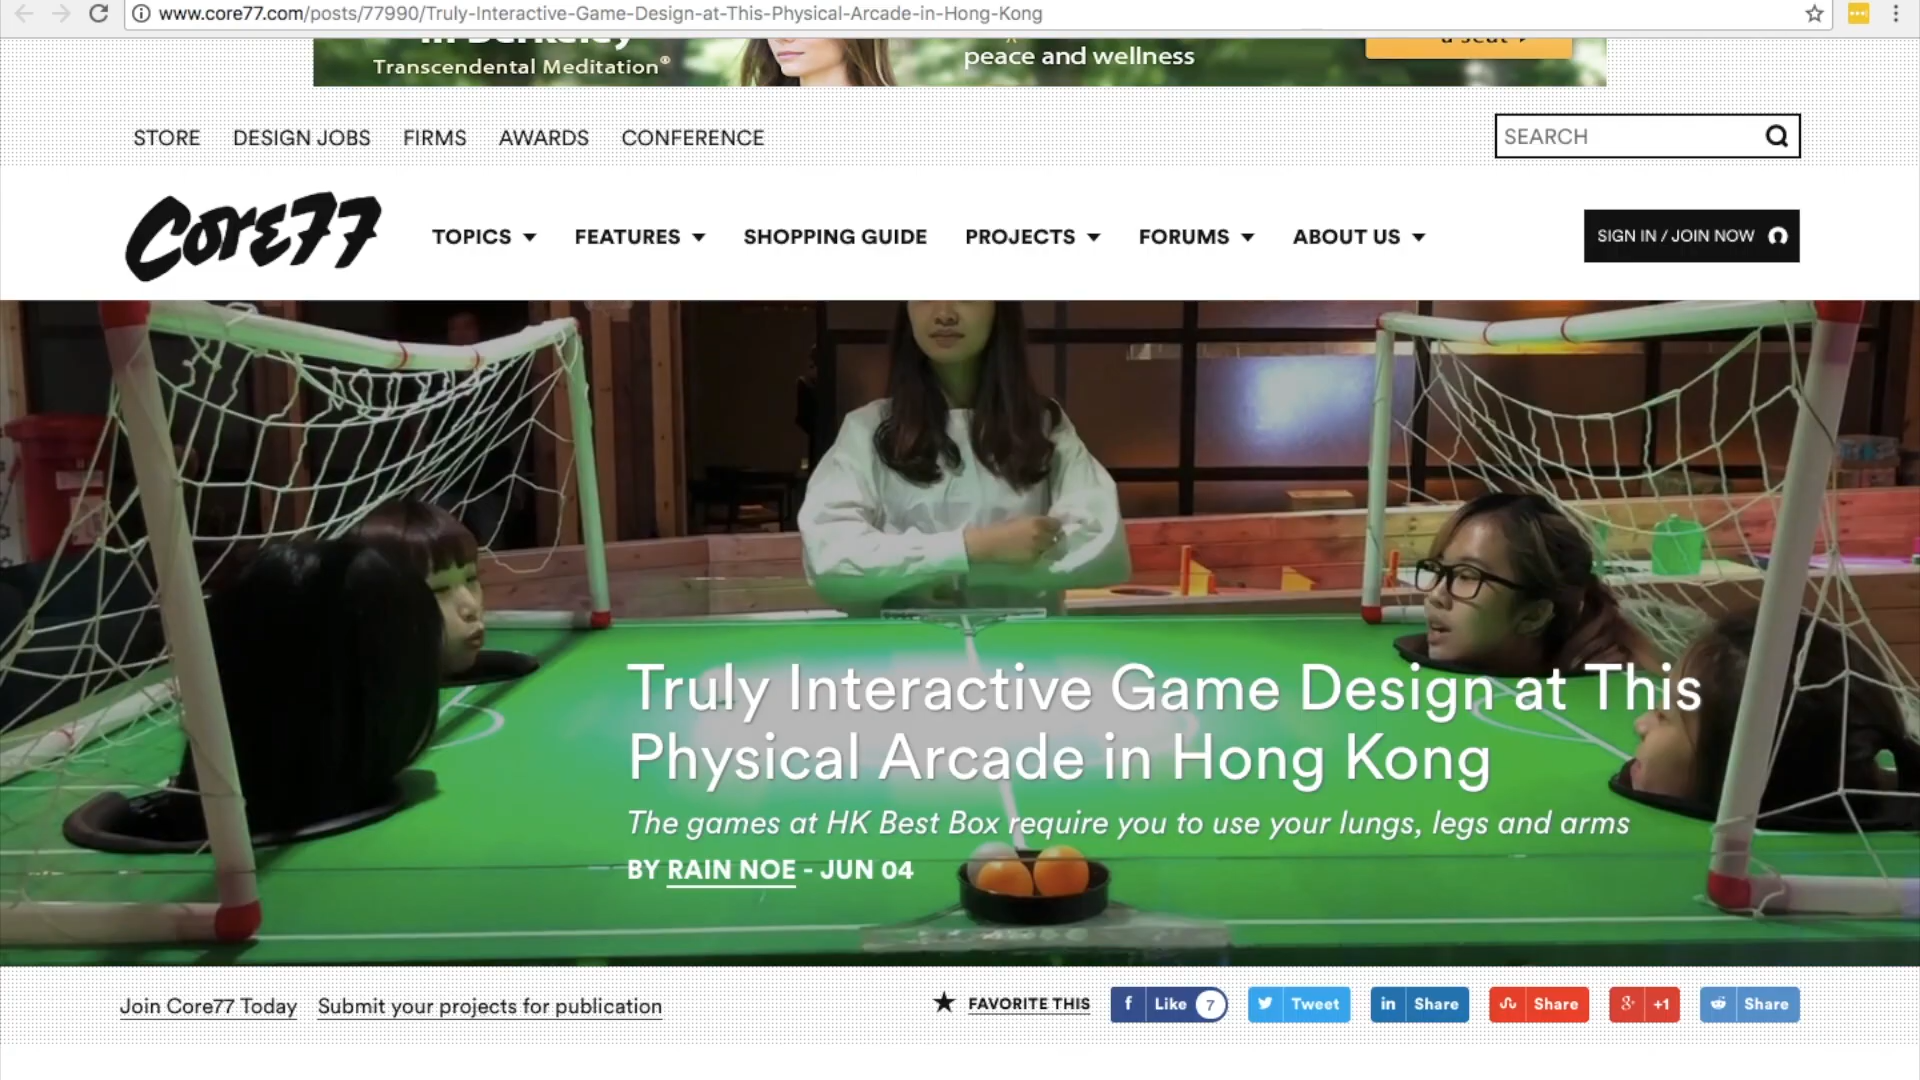 www.core77.com/posts/77990/Truly-Interactive-Game-Design-at-This-Physical-Arcade-in-Hong-Kong
in Berkeley
Transcendental Meditation®
peace and wellness
a seat
STORE DESIGN JOBS FIRMS AWARDS CONFERENCE
SEARCH
Core77
TOPICS FEATURES SHOPPING GUIDE PROJECTS FORUMS ABOUT US
SIGN IN / JOIN NOW
Truly Interactive Game Design at This
Physical Arcade in Hong Kong
The games at HK Best Box require you to use your lungs, legs and arms
BY RAIN NOE - JUN 04
Join Core77 Today Submit your projects for publication
FAVORITE THIS
f Like 7
Tweet
in Share
Share
g+ +1
Share